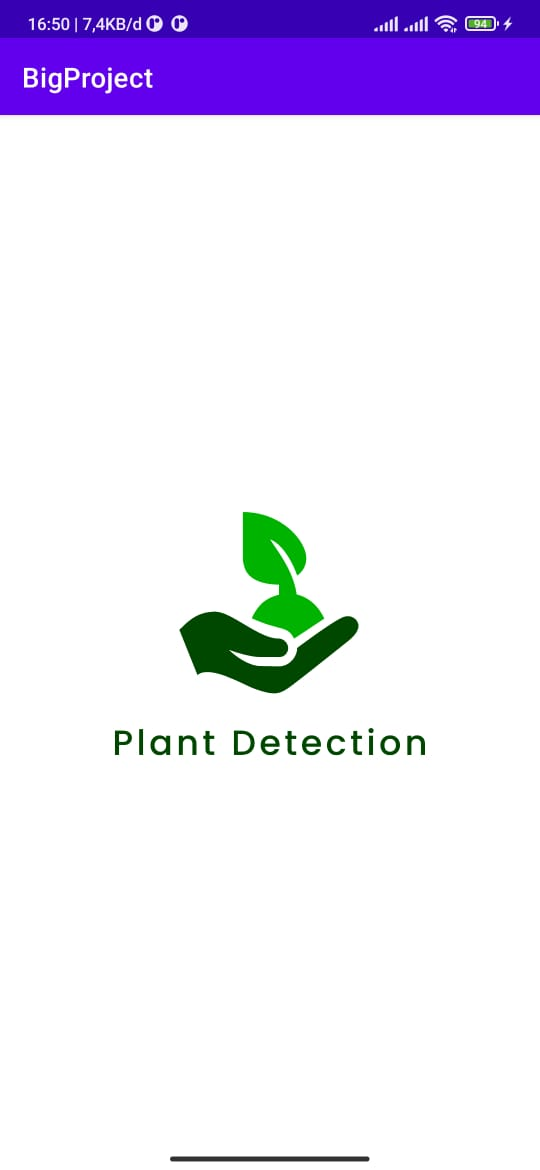 16:50 | 7,4KB/d
94
BigProject
Plant Detection